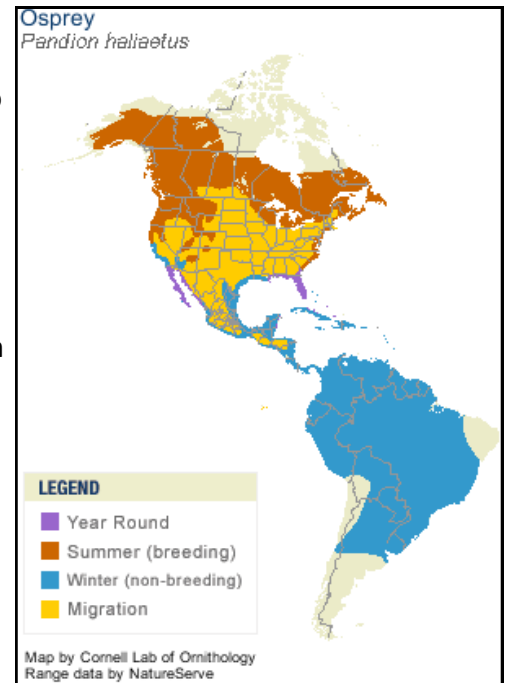 Osprey
Pandion haliaetus
LEGEND
Year Round
Summer (breeding)
Winter (non-breeding)
Migration
Map by Cornell Lab of Ornithology
Range data by NatureServe